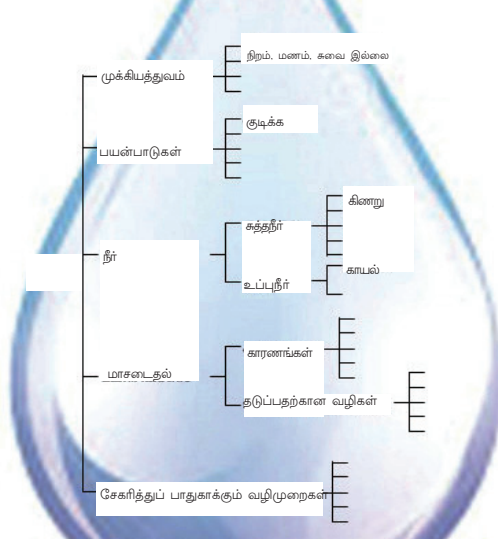 நிறம், மணம், சுவை இல்லை
முக்கியத்துவம்
குடிக்க
பயன்பாடுகள்
கிணறு
சுத்தநீர்
நீர்
காயல்
உப்புநீர்
காரணங்கள்
மாசடைதல்
தடுப்பதற்கான வழிகள்
சேகரித்துப் பாதுகாக்கும் வழிமுறைகள்